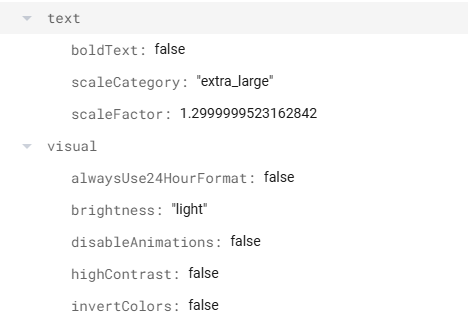 text
boldText: false
scaleCategory: "extra_large"
scaleFactor: 1.2999999523162842
visual
alwaysUse24HourFormat: false
brightness: "light"
disableAnimations: false
highContrast: false
invertColors: false